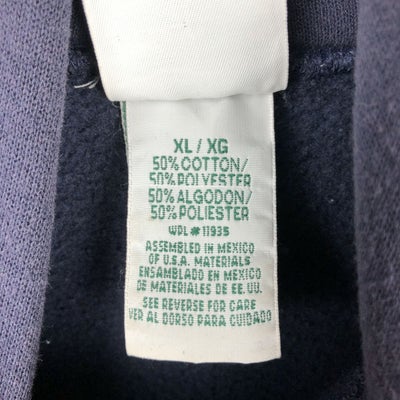 XL / XG
50% COTTON/
50% POLYESTER
50% ALGODON/
50% POLIESTER
WPL # 11935
ASSEMBLED IN MEXICO
OF U.S.A. MATERIALS
ENSAMBLADO EN MEXICO
DE MATERIALES DE EE.UU.
SEE REVERSE FOR CARE
VER AL DORSO PARA CUIDADO